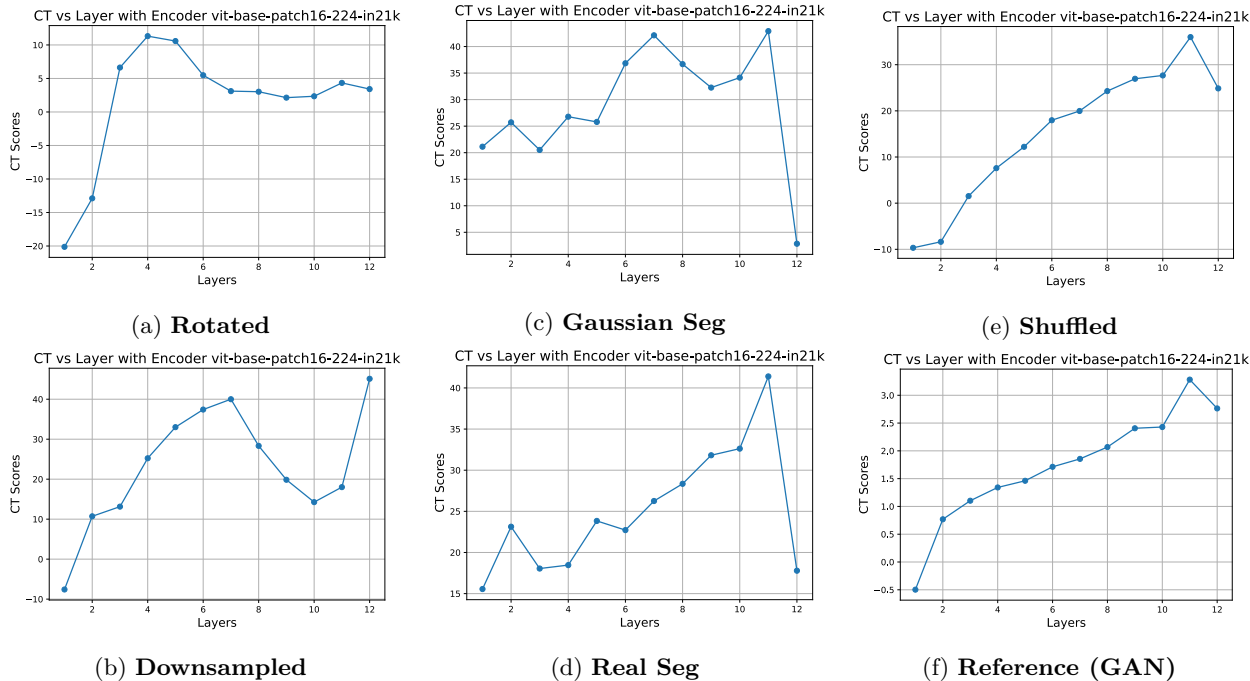 CT vs Layer with Encoder vit-base-patch16-224-in21k
10
5
0
−5
−10
−15
−20
CT Scores
2 4 6 8 10 12
Layers
(a) Rotated
CT vs Layer with Encoder vit-base-patch16-224-in21k
40
35
30
25
20
15
10
5
CT Scores
2 4 6 8 10 12
Layers
(c) Gaussian Seg
CT vs Layer with Encoder vit-base-patch16-224-in21k
30
20
10
0
−10
CT Scores
2 4 6 8 10 12
Layers
(e) Shuffled
CT vs Layer with Encoder vit-base-patch16-224-in21k
40
30
20
10
0
−10
CT Scores
2 4 6 8 10 12
Layers
(b) Downsampled
CT vs Layer with Encoder vit-base-patch16-224-in21k
40
35
30
25
20
15
CT Scores
2 4 6 8 10 12
Layers
(d) Real Seg
CT vs Layer with Encoder vit-base-patch16-224-in21k
3.0
2.5
2.0
1.5
1.0
0.5
0.0
−0.5
CT Scores
2 4 6 8 10 12
Layers
(f) Reference (GAN)